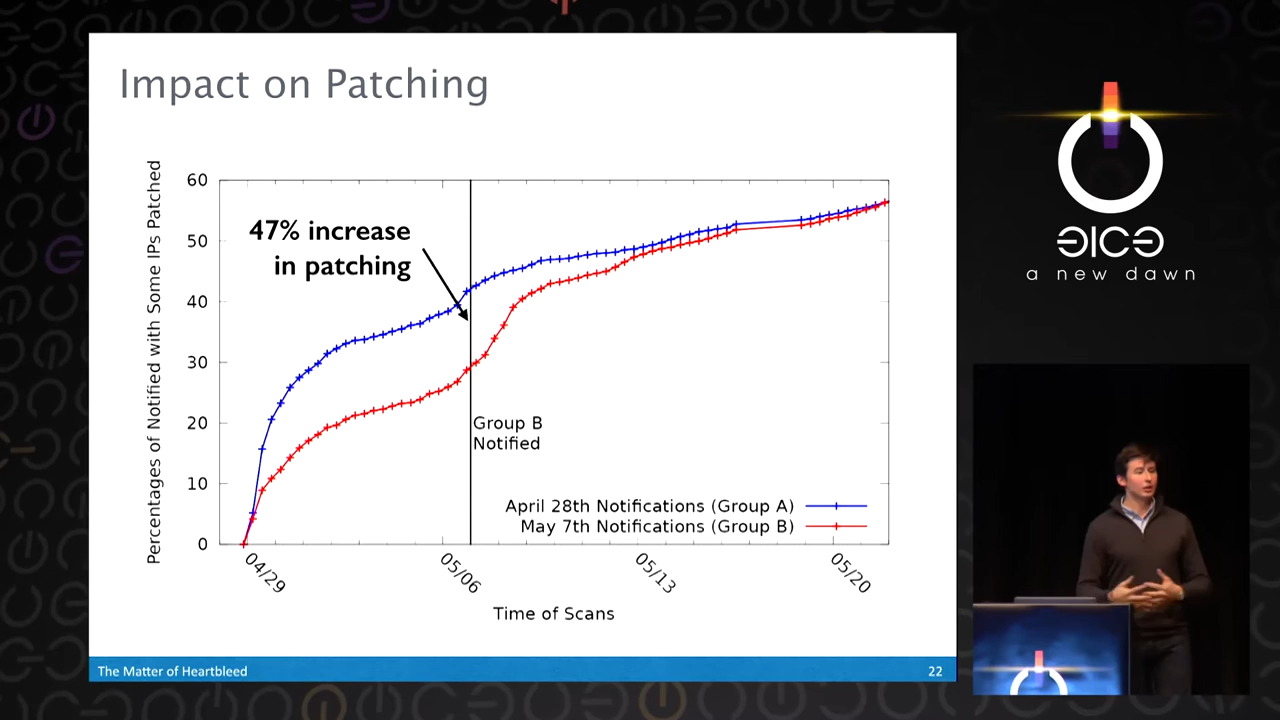 Impact on Patching
Percentages of Notified with Some IPs Patched
60
50
40
30
20
10
0
47% increase
in patching
Group B
Notified
April 28th Notifications (Group A)
May 7th Notifications (Group B)
04/29
05/06
05/13
05/20
Time of Scans
The Matter of Heartbleed
22
a new dawn